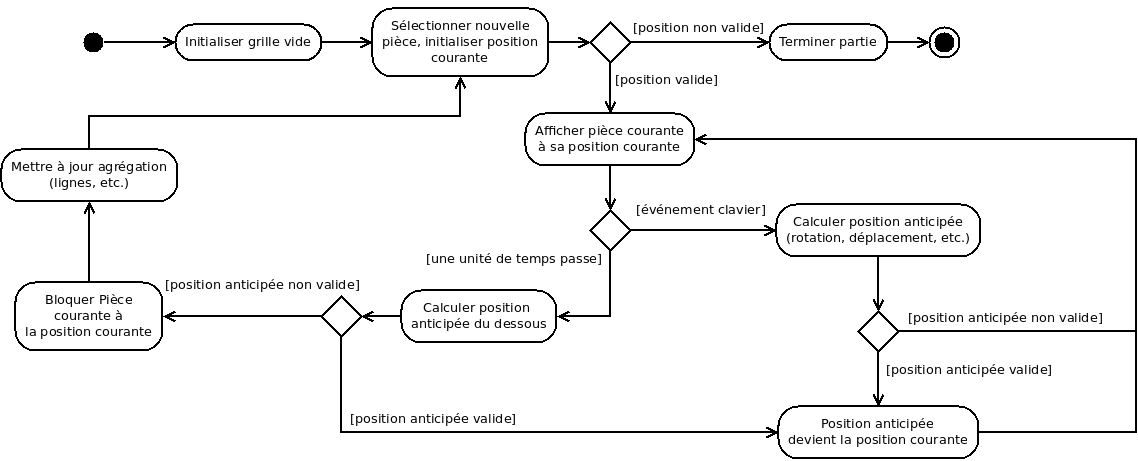 Initialiser grille vide
Sélectionner nouvelle
pièce, initialiser position
courante
[position non valide]
Terminer partie
[position valide]
Afficher pièce courante
à sa position courante
Mettre à jour agrégation
(lignes, etc.)
[événement clavier]
Calculer position anticipée
(rotation, déplacement, etc.)
[une unité de temps passe]
[position anticipée non valide]
Bloquer Pièce
courante à
la position courante
Calculer position
anticipée du dessous
[position anticipée non valide]
[position anticipée valide]
[position anticipée valide]
Position anticipée
devient la position courante